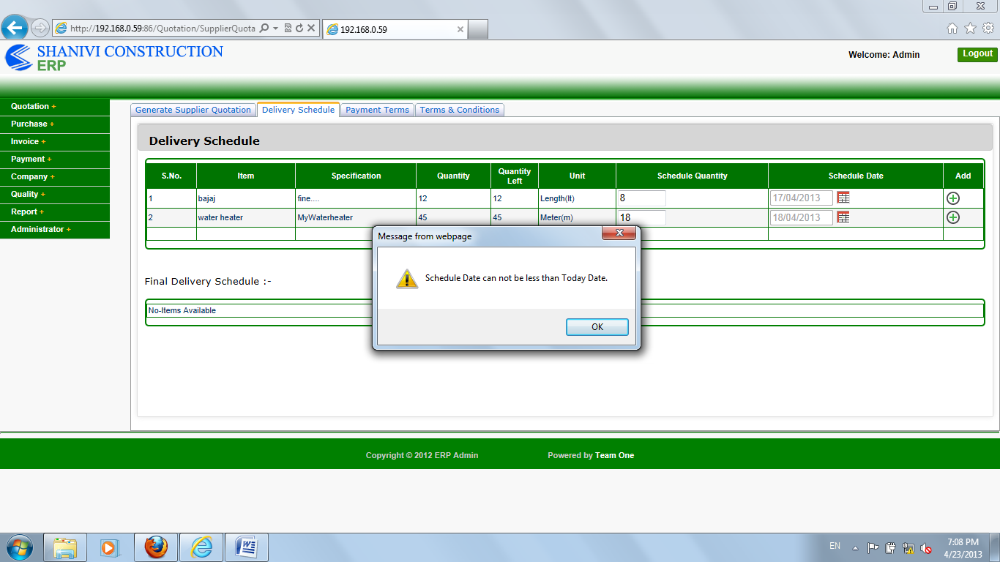 http://192.168.0.59:86/Quotation/SupplierQuota
192.168.0.59
SHANIVI CONSTRUCTION
ERP
Welcome: Admin
Logout
Quotation +
Purchase +
Invoice +
Payment +
Company +
Quality +
Report +
Administrator +
Generate Supplier Quotation Delivery Schedule Payment Terms Terms & Conditions
Delivery Schedule
S.No. Item Specification Quantity Quantity Left Unit Schedule Quantity Schedule Date Add
1 bajaj fine.... 12 12 Length(lt) 8 17/04/2013
2 water heater MyWaterheater 45 45 Meter(m) 18 18/04/2013
Message from webpage
Schedule Date can not be less than Today Date.
OK
Final Delivery Schedule :-
No-Items Available
Copyright © 2012 ERP Admin Powered by Team One
EN
7:08 PM
4/23/2013